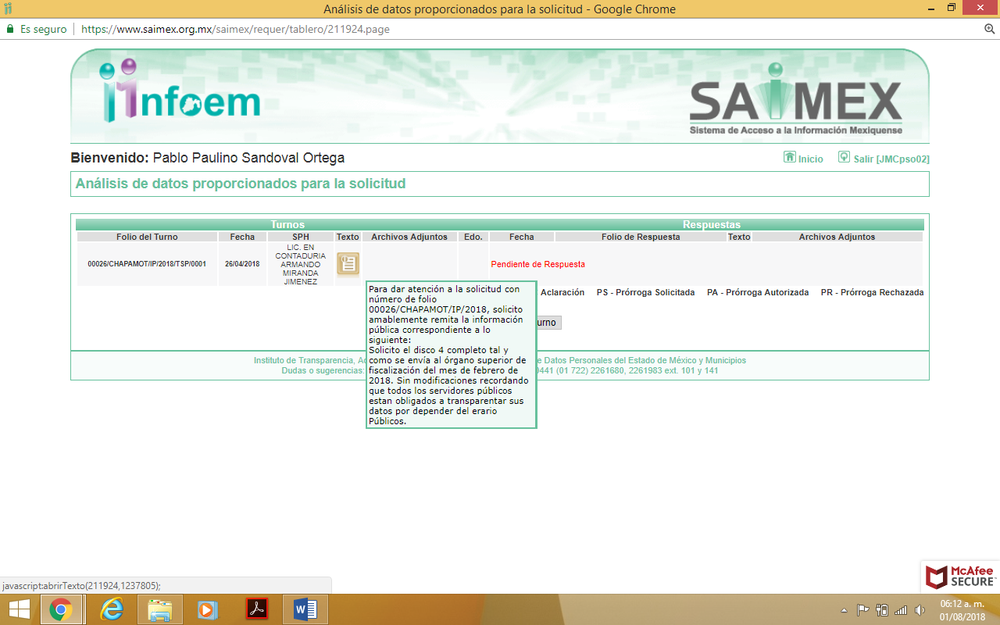 Análisis de datos proporcionados para la solicitud - Google Chrome
Es seguro https://www.saimex.org.mx/saimex/requer/tablero/211924.page
infoem
SAIMEX
Sistema de Acceso a la Información Mexiquense
Bienvenido: Pablo Paulino Sandoval Ortega
Inicio Salir [JMCpso02]
Análisis de datos proporcionados para la solicitud
Turnos Respuestas
Folio del Turno Fecha SPH Texto Archivos Adjuntos Edo. Fecha Folio de Respuesta Texto Archivos Adjuntos
00026/CHAPAMOT/IP/2018/TSP/0001 26/04/2018
LIC. EN
CONTADURIA
ARMANDO
MIRANDA
JIMENEZ
Pendiente de Respuesta
Aclaración PS - Prórroga Solicitada PA - Prórroga Autorizada PR - Prórroga Rechazada
urno
Para dar atención a la solicitud con
número de folio
00026/CHAPAMOT/IP/2018, solicito
amablemente remita la información
pública correspondiente a lo
siguiente:
Solicito el disco 4 completo tal y
como se envía al órgano superior de
fiscalización del mes de febrero de
2018. Sin modificaciones recordando
que todos los servidores públicos
estan obligados a transparentar sus
datos por depender del erario
Públicos.
Instituto de Transparencia, Ac e Datos Personales del Estado de México y Municipios
Dudas o sugerencias: 0441 (01 722) 2261680, 2261983 ext. 101 y 141
javascript:abrirTexto(211924,1237805);
McAfee
SECURE
06:12 a. m.
01/08/2018